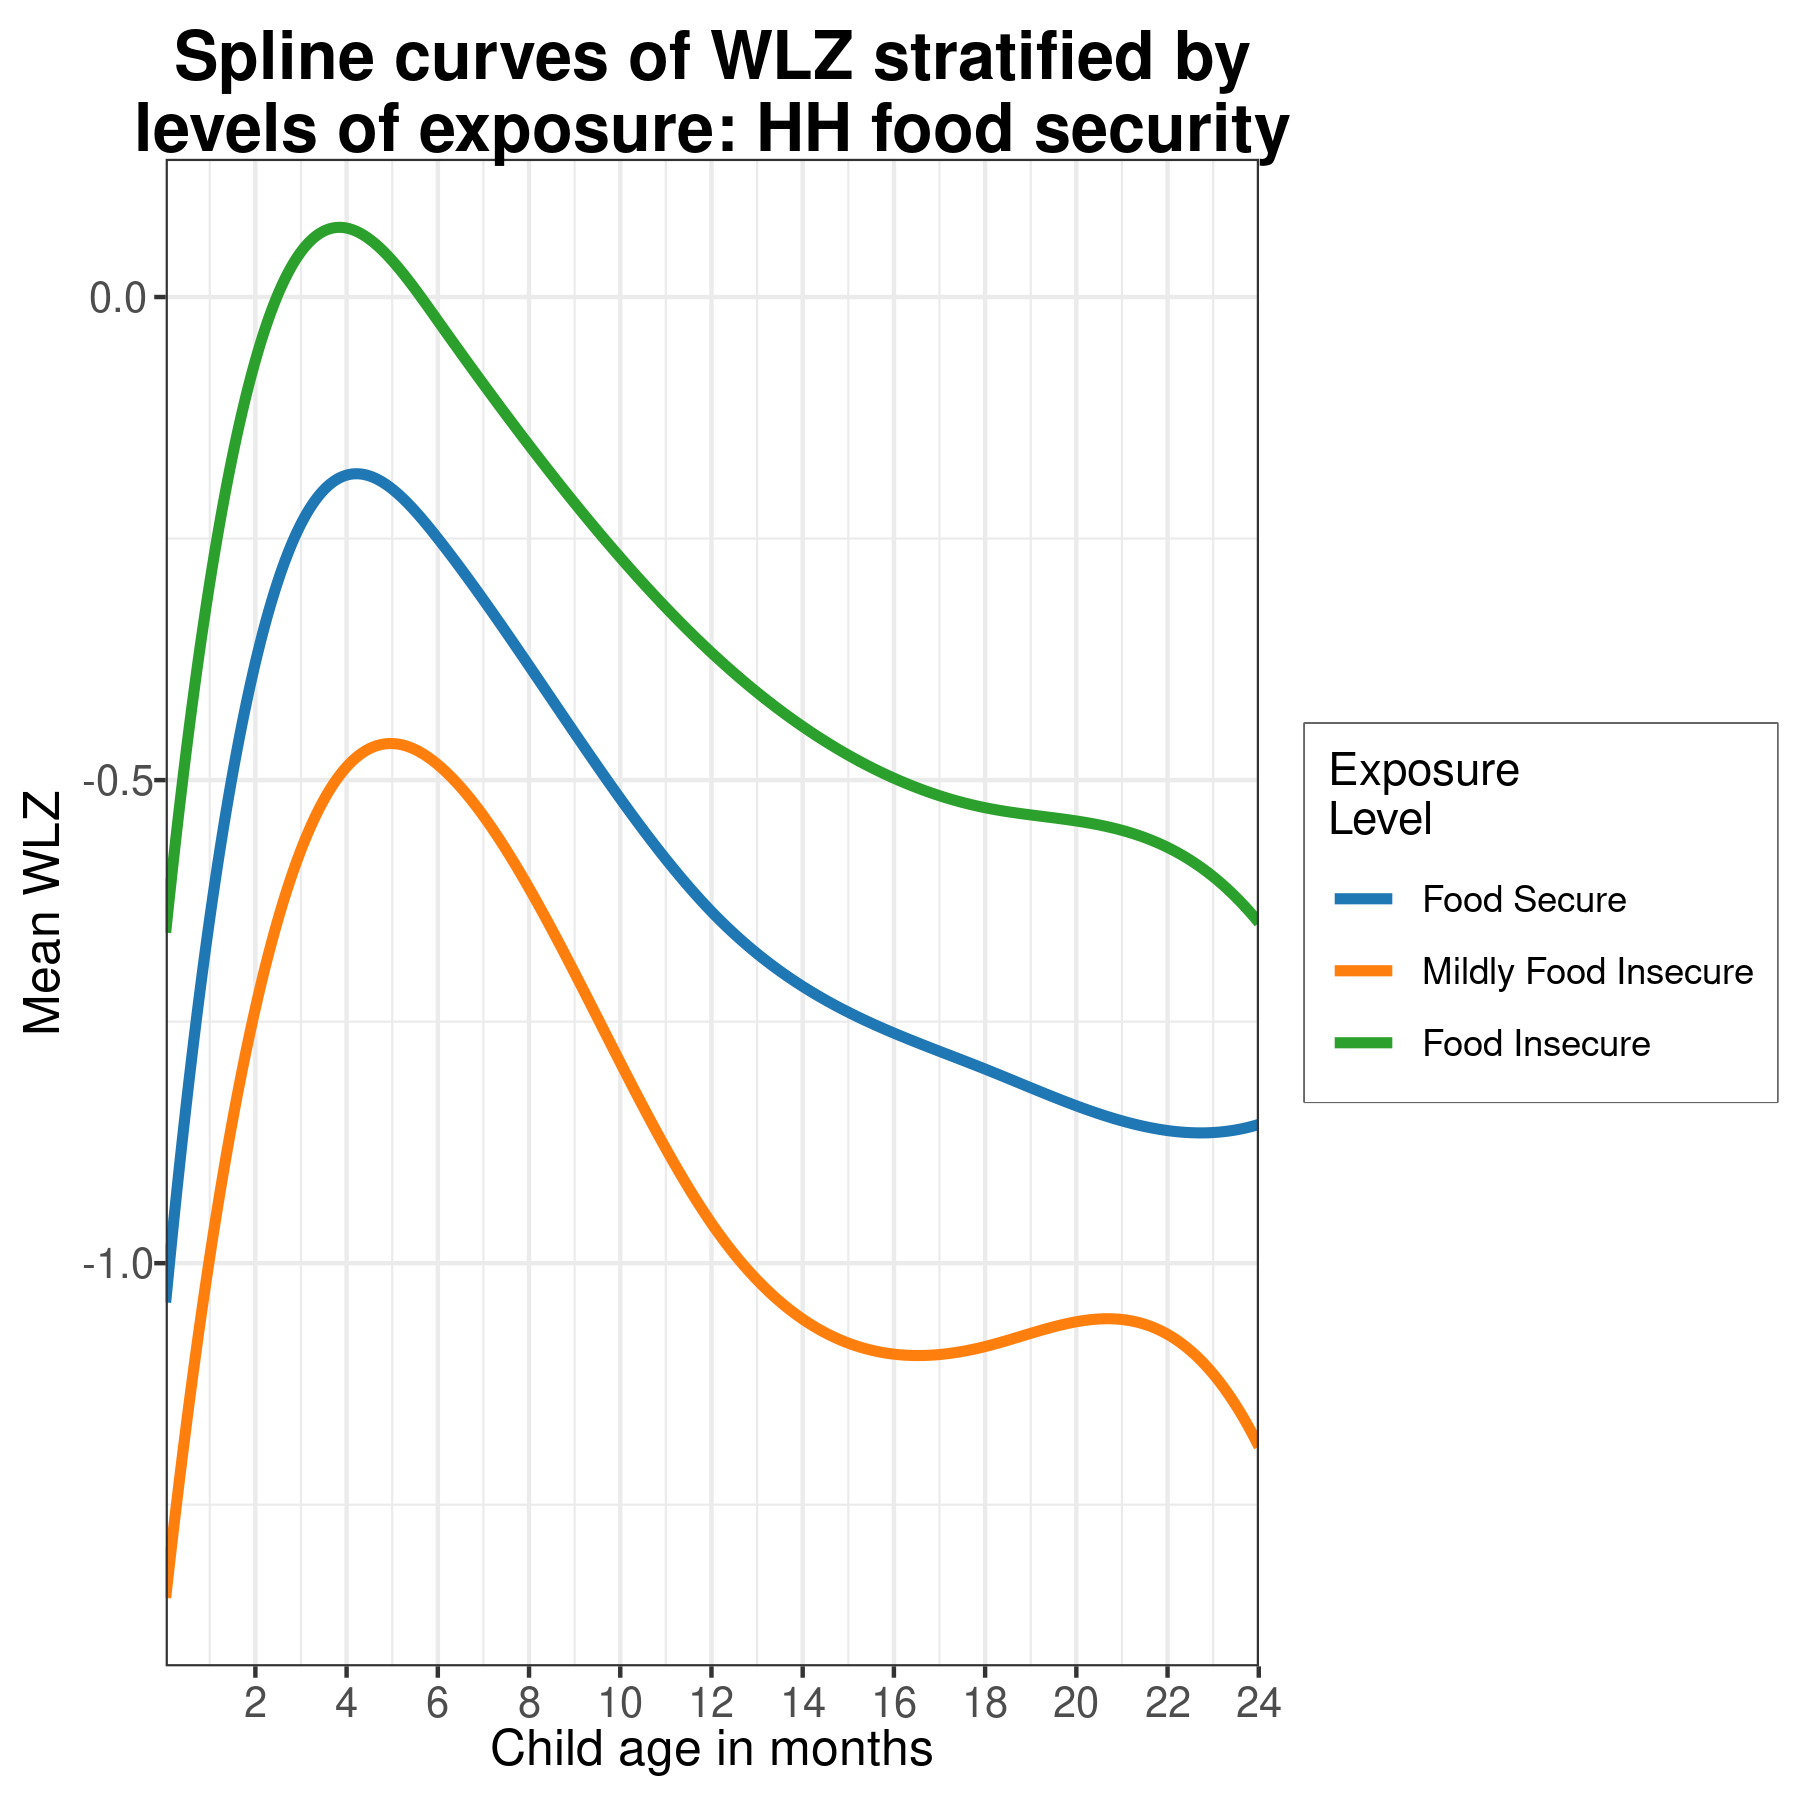 Spline curves of WLZ stratified by
levels of exposure: HH food security
0.0
-0.5
-1.0
Mean WLZ
2 4 6 8 10 12 14 16 18 20 22 24
Child age in months
Exposure
Level
Food Secure
Mildly Food Insecure
Food Insecure